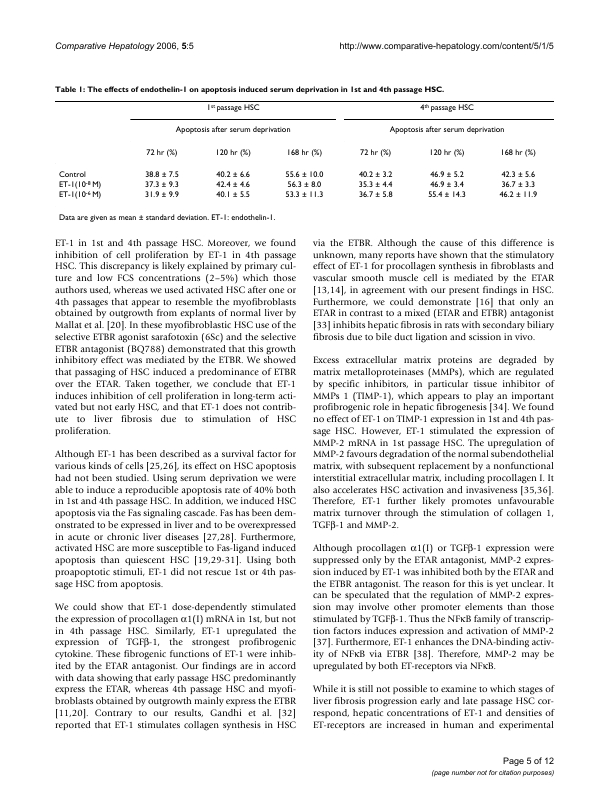 Comparative Hepatology 2006, 5:5
http://www.comparative-hepatology.com/content/5/1/5
Table 1: The effects of endothelin-1 on apoptosis induced serum deprivation in 1st and 4th passage HSC.
1st passage HSC 4th passage HSC
Apoptosis after serum deprivation Apoptosis after serum deprivation
72 hr (%) 120 hr (%) 168 hr (%) 72 hr (%) 120 hr (%) 168 hr (%)
Control 38.8 ± 7.5 40.2 ± 6.6 55.6 ± 10.0 40.2 ± 3.2 46.9 ± 5.2 42.3 ± 5.6
ET-1(10-8 M) 37.3 ± 9.3 42.4 ± 4.6 56.3 ± 8.0 35.3 ± 4.4 46.9 ± 3.4 36.7 ± 3.3
ET-1(10-6 M) 31.9 ± 9.9 40.1 ± 5.5 53.3 ± 11.3 36.7 ± 5.8 55.4 ± 14.3 46.2 ± 11.9
Data are given as mean ± standard deviation. ET-1: endothelin-1.
ET-1 in 1st and 4th passage HSC. Moreover, we found
inhibition of cell proliferation by ET-1 in 4th passage
HSC. This discrepancy is likely explained by primary cul-
ture and low FCS concentrations (2–5%) which those
authors used, whereas we used activated HSC after one or
4th passages that appear to resemble the myofibroblasts
obtained by outgrowth from explants of normal liver by
Mallat et al. [20]. In these myofibroblastic HSC use of the
selective ETBR agonist sarafotoxin (6Sc) and the selective
ETBR antagonist (BQ788) demonstrated that this growth
inhibitory effect was mediated by the ETBR. We showed
that passaging of HSC induced a predominance of ETBR
over the ETAR. Taken together, we conclude that ET-1
induces inhibition of cell proliferation in long-term acti-
vated but not early HSC, and that ET-1 does not contrib-
ute to liver fibrosis due to stimulation of HSC
proliferation.
Although ET-1 has been described as a survival factor for
various kinds of cells [25,26], its effect on HSC apoptosis
had not been studied. Using serum deprivation we were
able to induce a reproducible apoptosis rate of 40% both
in 1st and 4th passage HSC. In addition, we induced HSC
apoptosis via the Fas signaling cascade. Fas has been dem-
onstrated to be expressed in liver and to be overexpressed
in acute or chronic liver diseases [27,28]. Furthermore,
activated HSC are more susceptible to Fas-ligand induced
apoptosis than quiescent HSC [19,29-31]. Using both
proapoptotic stimuli, ET-1 did not rescue 1st or 4th pas-
sage HSC from apoptosis.
We could show that ET-1 dose-dependently stimulated
the expression of procollagen α1(I) mRNA in 1st, but not
in 4th passage HSC. Similarly, ET-1 upregulated the
expression of TGFβ-1, the strongest profibrogenic
cytokine. These fibrogenic functions of ET-1 were inhib-
ited by the ETAR antagonist. Our findings are in accord
with data showing that early passage HSC predominantly
express the ETAR, whereas 4th passage HSC and myofi-
broblasts obtained by outgrowth mainly express the ETBR
[11,20]. Contrary to our results, Gandhi et al. [32]
reported that ET-1 stimulates collagen synthesis in HSC
via the ETBR. Although the cause of this difference is
unknown, many reports have shown that the stimulatory
effect of ET-1 for procollagen synthesis in fibroblasts and
vascular smooth muscle cell is mediated by the ETAR
[13,14], in agreement with our present findings in HSC.
Furthermore, we could demonstrate [16] that only an
ETAR in contrast to a mixed (ETAR and ETBR) antagonist
[33] inhibits hepatic fibrosis in rats with secondary biliary
fibrosis due to bile duct ligation and scission in vivo.
Excess extracellular matrix proteins are degraded by
matrix metalloproteinases (MMPs), which are regulated
by specific inhibitors, in particular tissue inhibitor of
MMPs 1 (TIMP-1), which appears to play an important
profibrogenic role in hepatic fibrogenesis [34]. We found
no effect of ET-1 on TIMP-1 expression in 1st and 4th pas-
sage HSC. However, ET-1 stimulated the expression of
MMP-2 mRNA in 1st passage HSC. The upregulation of
MMP-2 favours degradation of the normal subendothelial
matrix, with subsequent replacement by a nonfunctional
interstitial extracellular matrix, including procollagen I. It
also accelerates HSC activation and invasiveness [35,36].
Therefore, ET-1 further likely promotes unfavourable
matrix turnover through the stimulation of collagen 1,
TGFβ-1 and MMP-2.
Although procollagen α1(I) or TGFβ-1 expression were
suppressed only by the ETAR antagonist, MMP-2 expres-
sion induced by ET-1 was inhibited both by the ETAR and
the ETBR antagonist. The reason for this is yet unclear. It
can be speculated that the regulation of MMP-2 expres-
sion may involve other promoter elements than those
stimulated by TGFβ-1. Thus the NFκB family of transcrip-
tion factors induces expression and activation of MMP-2
[37]. Furthermore, ET-1 enhances the DNA-binding activ-
ity of NFκB via ETBR [38]. Therefore, MMP-2 may be
upregulated by both ET-receptors via NFκB.
While it is still not possible to examine to which stages of
liver fibrosis progression early and late passage HSC cor-
respond, hepatic concentrations of ET-1 and densities of
ET-receptors are increased in human and experimental
Page 5 of 12
(page number not for citation purposes)